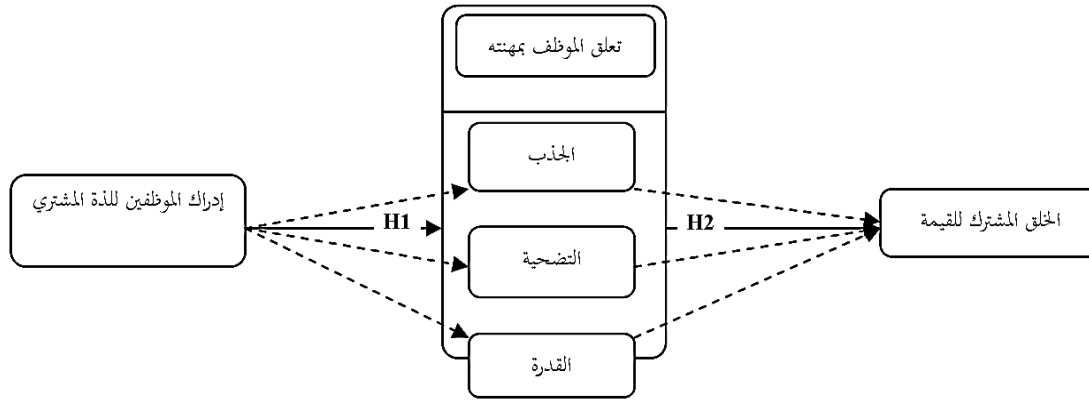 تعلق الموظف بمهنته
الجذب
إدراك الموظفين للذة المشتري
H1
H2
الخلق المشترك للقيمة
التضحية
القدرة